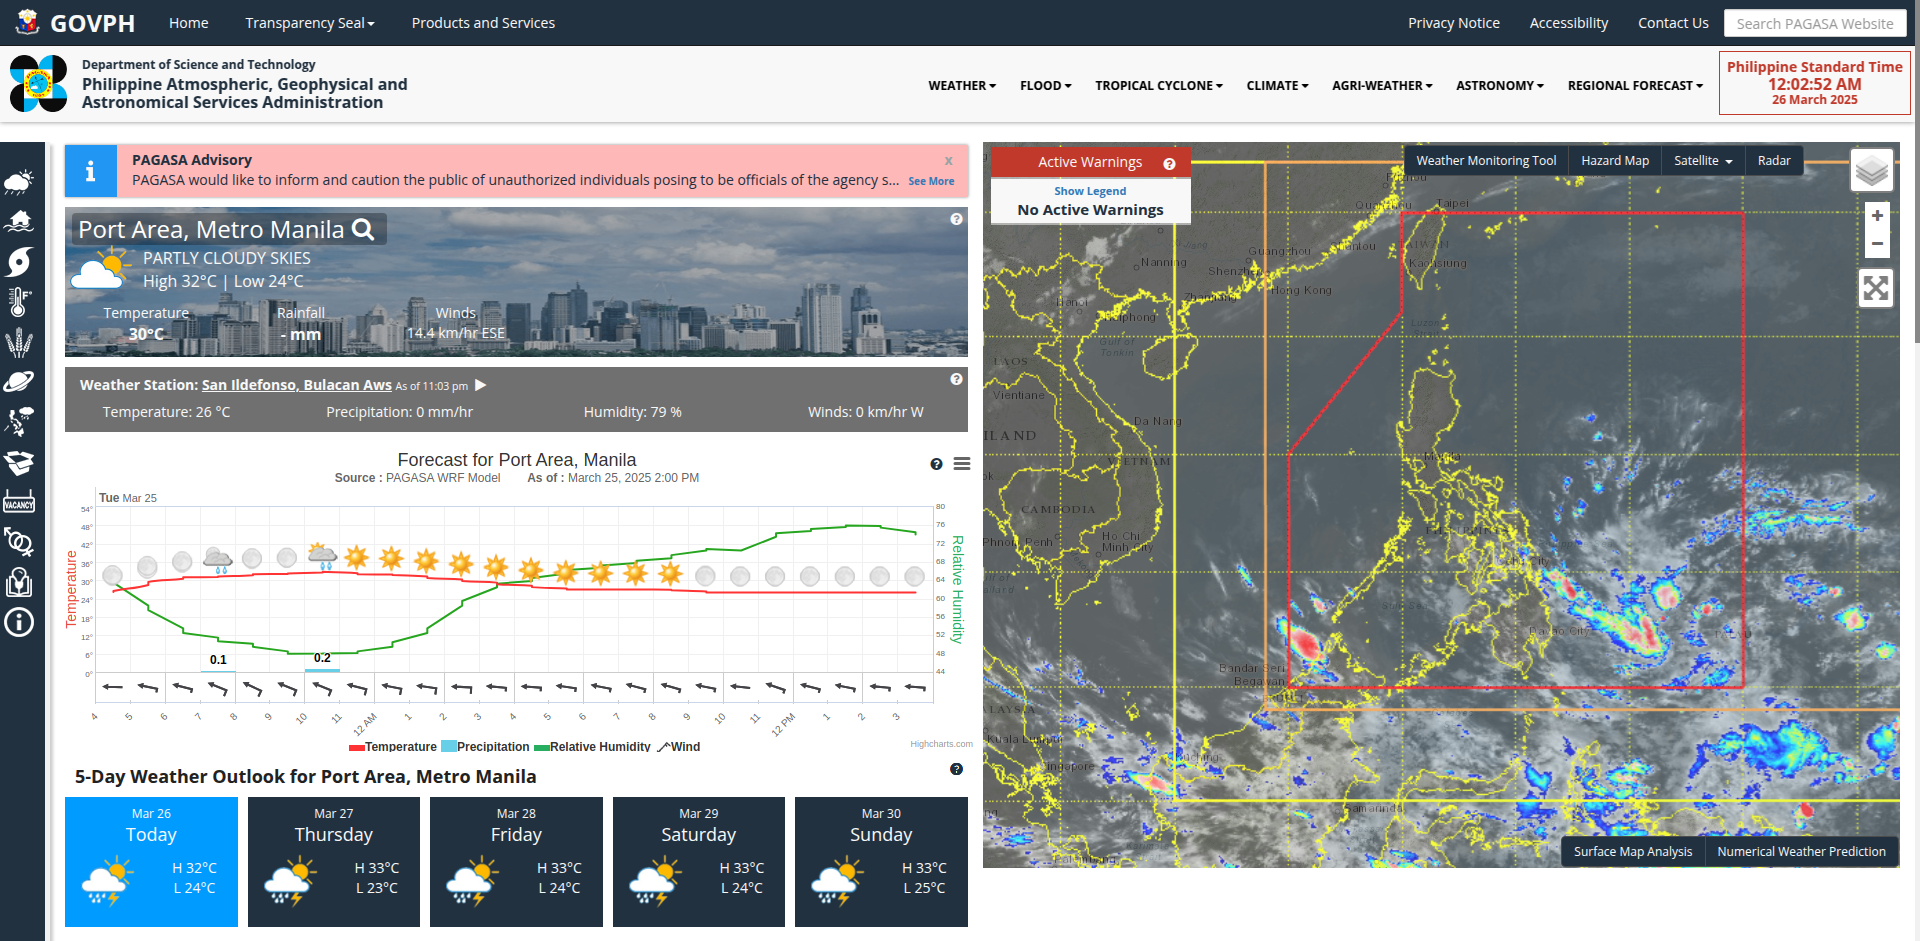 GOVPH
Home
Transparency Seal
Products and Services
Privacy Notice
Accessibility
Contact Us
Search PAGASA Website
Department of Science and Technology
Philippine Atmospheric, Geophysical and
Astronomical Services Administration
WEATHER
FLOOD
TROPICAL CYCLONE
CLIMATE
AGRI-WEATHER
ASTRONOMY
REGIONAL FORECAST
Philippine Standard Time
12:02:52 AM
26 March 2025
PAGASA Advisory
x
PAGASA would like to inform and caution the public of unauthorized individuals posing to be officials of the agency s...
See More
Port Area, Metro Manila
PARTLY CLOUDY SKIES
High 32°C | Low 24°C
Temperature
Rainfall
Winds
30°C
- mm
14.4 km/hr ESE
Weather Station: San Ildefonso, Bulacan Aws As of 11:03 pm
Temperature: 26 °C
Precipitation: 0 mm/hr
Humidity: 79 %
Winds: 0 km/hr W
Forecast for Port Area, Manila
Source : PAGASA WRF Model As of : March 25, 2025 2:00 PM
Tue Mar 25
Temperature
54°
48°
42°
36°
30°
24°
18°
12°
6°
0°
0.1
0.2
80
76
72
68
64
60
56
52
48
44
Relative Humidity
4
5
6
7
8
9
10
11
12 AM
1
2
3
4
5
6
7
8
9
10
11
12 PM
1
2
3
Temperature
Precipitation
Relative Humidity
Wind
Highcharts.com
5-Day Weather Outlook for Port Area, Metro Manila
Mar 26
Today
H 32°C
L 24°C
Mar 27
Thursday
H 33°C
L 23°C
Mar 28
Friday
H 33°C
L 24°C
Mar 29
Saturday
H 33°C
L 24°C
Mar 30
Sunday
H 33°C
L 25°C
VACANCY
Active Warnings
Show Legend
No Active Warnings
Weather Monitoring Tool
Hazard Map
Satellite
Radar
+
−
Taipei
Guangzhou
Nanning
Shenzhen
Kaohsiung
Hong Kong
Hanoi
Gulf of
Tonkin
LAOS
Vientiane
Da Nang
ILAND
VIETNAM
CAMBODIA
Phnom Penh
Ho Chi
Minh City
Manila
Davao City
PALAU
Bandar Seri
Begawan
Kuala Lumpur
Singapore
Kuching
Samarinda
Palembang
Surface Map Analysis
Numerical Weather Prediction